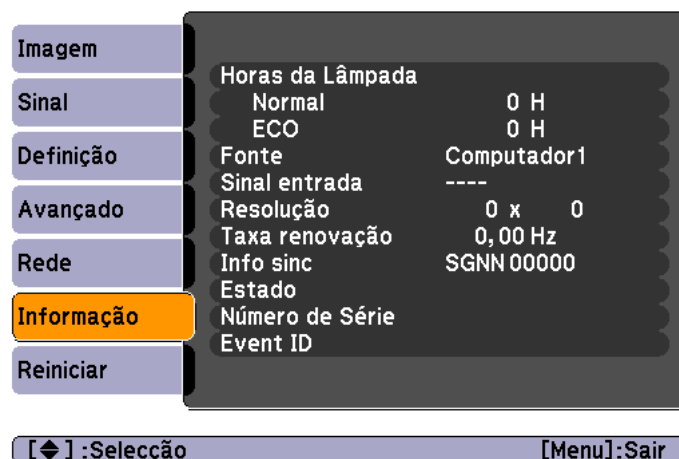 Imagem
Sinal
Definição
Avançado
Rede
Informação
Reiniciar
Horas da Lâmpada
Normal 0 H
ECO 0 H
Fonte Computador1
Sinal entrada ----
Resolução 0 x 0
Taxa renovação 0,00 Hz
Info sinc SGNN 00000
Estado
Número de Série
Event ID
[◆] :Selecção [Menu]:Sair